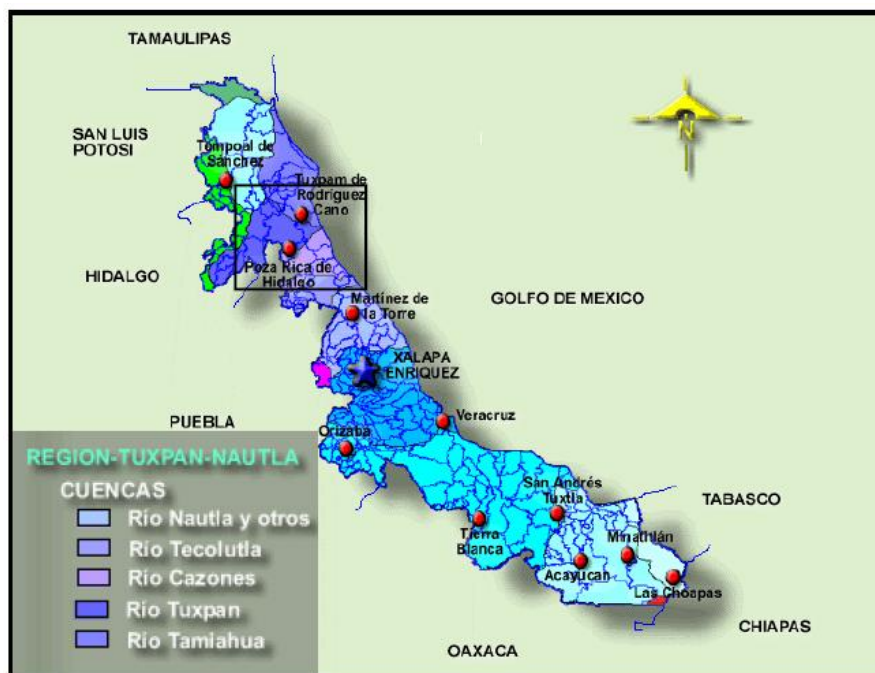 TAMAULIPAS
SAN LUIS
POTOSI
Tempoal de
Sánchez
Tuxpam de
Rodríguez
Cano
HIDALGO
Poza Rica de
Hidalgo
Martínez de
la Torre
GOLFO DE MEXICO
XALAPA
ENRIQUEZ
PUEBLA
Veracruz
Orizaba
N
REGION-TUXPAN-NAUTLA
CUENCAS
Río Nautla y otros
Río Tecolutla
Río Cazones
Río Tuxpan
Río Tamiahua
San Andrés
Tuxtla
TABASCO
Tierra
Blanca
Minatitlán
Acayucan
Las Choapas
CHIAPAS
OAXACA